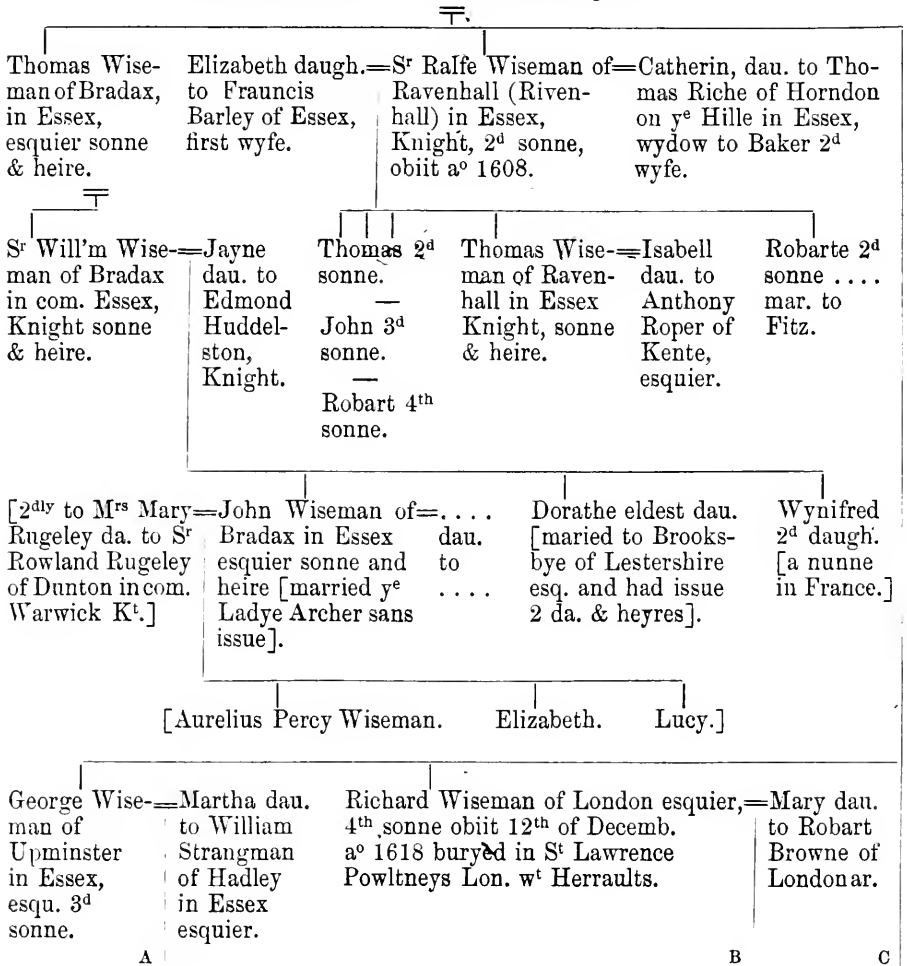 Thomas Wise-
man of Bradax,
in Essex,
esquier sonne
& heire.
Elizabeth daugh.
to Frauncis
Barley of Essex,
first wyfe.
=Sʳ Ralfe Wiseman of
Ravenhall (Riven-
hall) in Essex,
Knight, 2ᵈ sonne,
obiit aᵒ 1608.
=Catherin, dau. to Tho-
mas Riche of Horndon
on yᵉ Hille in Essex,
wydow to Baker 2ᵈ
wyfe.
Sʳ Will'm Wise-
man of Bradax
in com. Essex,
Knight sonne
& heire.
=Jayne
dau. to
Edmond
Huddel-
ston,
Knight.
Thomas 2ᵈ
sonne.
—
John 3ᵈ
sonne.
—
Robart 4ᵗʰ
sonne.
Thomas Wise-
man of Raven-
hall in Essex
Knight, sonne
& heire.
=Isabell
dau. to
Anthony
Roper of
Kente,
esquier.
Robarte 2ᵈ
sonne ....
mar. to
Fitz.
[2ᵈˡʸ to Mʳˢ Mary
Rugeley da. to Sʳ
Rowland Rugeley
of Dunton in com.
Warwick Kᵗ.]
=John Wiseman of
Bradax in Essex
esquier sonne and
heire [married yᵉ
Ladye Archer sans
issue].
=....
dau.
to
....
Dorathe eldest dau.
[maried to Brooks-
bye of Lestershire
esq. and had issue
2 da. & heyres].
Wynifred
2ᵈ daugh.
[a nunne
in France.]
[Aurelius Percy Wiseman.
Elizabeth.
Lucy.]
George Wise-
man of
Upminster
in Essex,
esqu. 3ᵈ
sonne.
=Martha dau.
to William
Strangman
of Hadley
in Essex
esquier.
Richard Wiseman of London esquier,
4ᵗʰ sonne obiit 12ᵗʰ of Decemb.
aᵒ 1618 buryed in Sᵗ Lawrence
Powltneys Lon. wᵗ Herraults.
=Mary dau.
to Robart
Browne of
London ar.
A
B
C